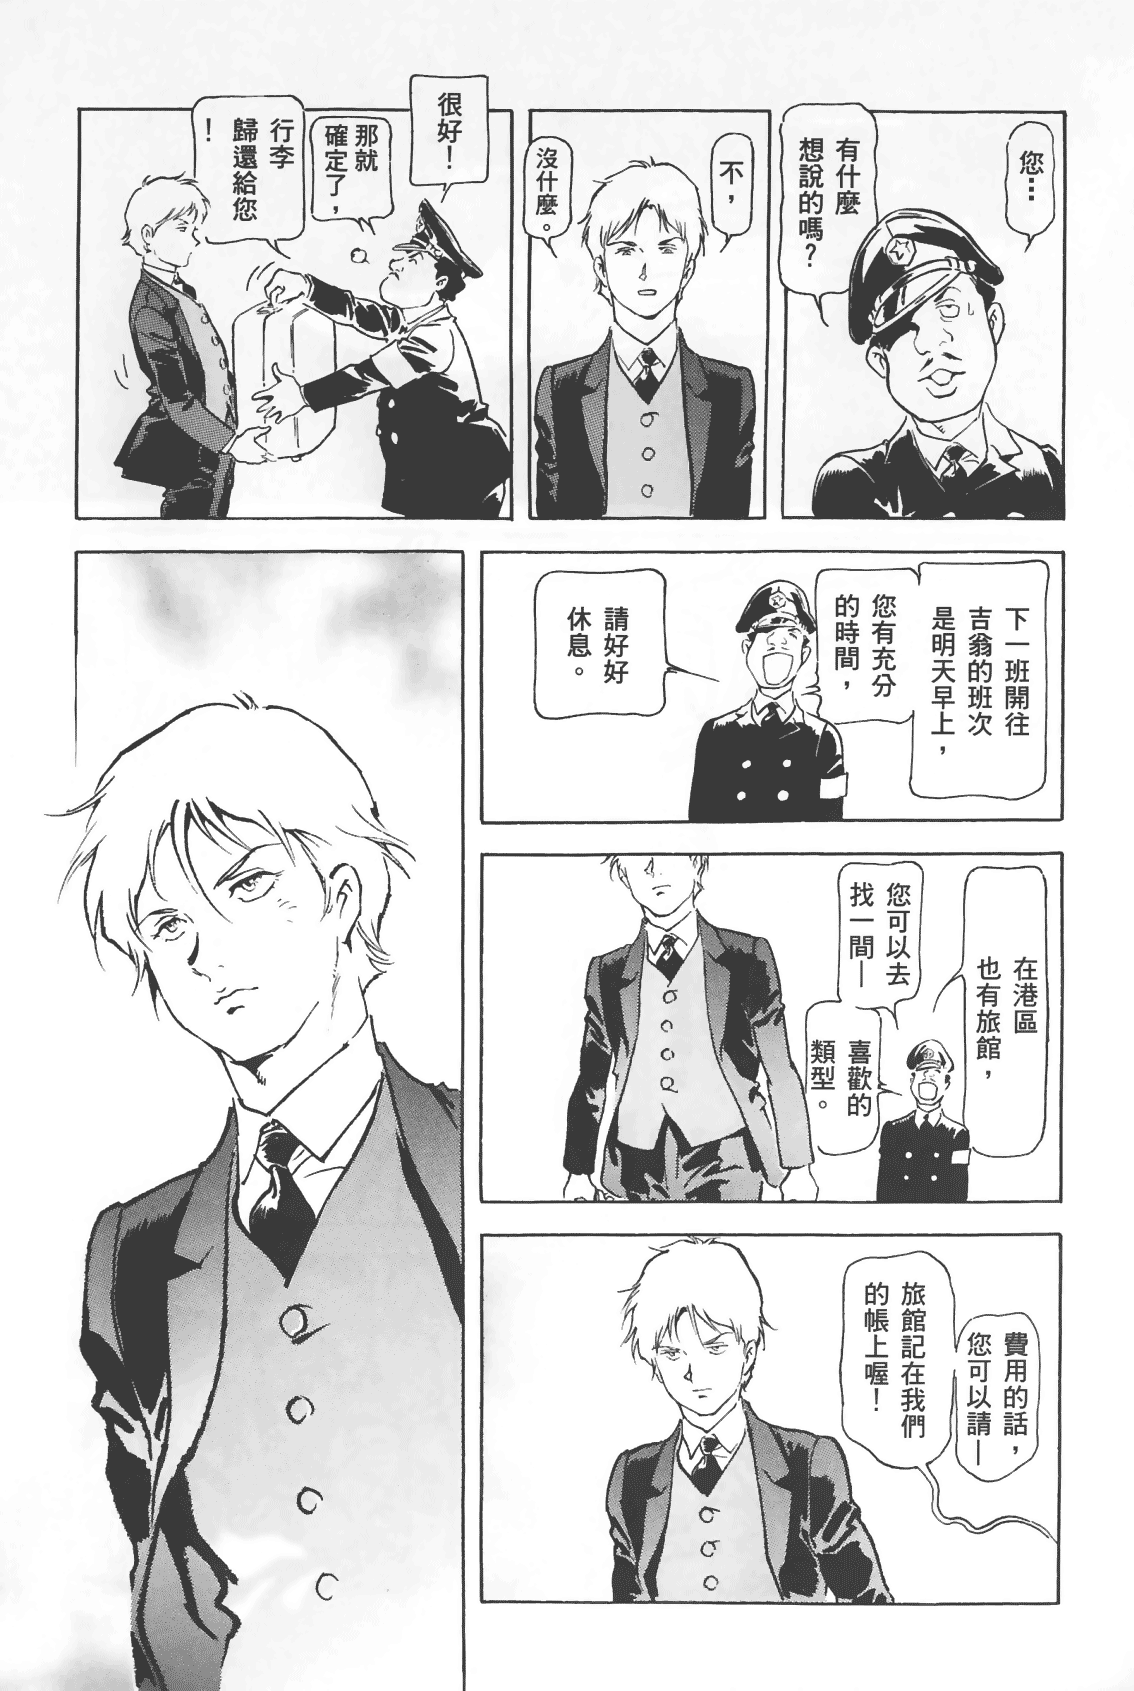 您⋯
有什麼
想說的嗎？
不，
沒什麼。
很好！
那就
確定了，
行李
歸還給您
！
下一班開往
吉翁的班次
是明天早上，
您有充分
的時間，
請好好
休息。
在港區
也有旅館，
您可以去
找一間—
喜歡的
類型。
費用的話，
您可以請—
旅館記在我們
的帳上喔！